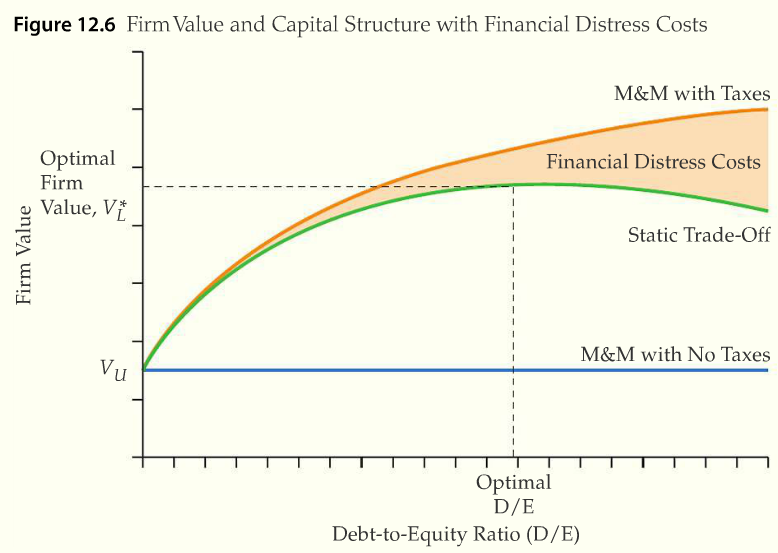 Figure 12.6 Firm Value and Capital Structure with Financial Distress Costs
M&M with Taxes
Optimal
Firm
Value, V*L
Financial Distress Costs
Static Trade-Off
Firm Value
M&M with No Taxes
VU
Optimal
D/E
Debt-to-Equity Ratio (D/E)